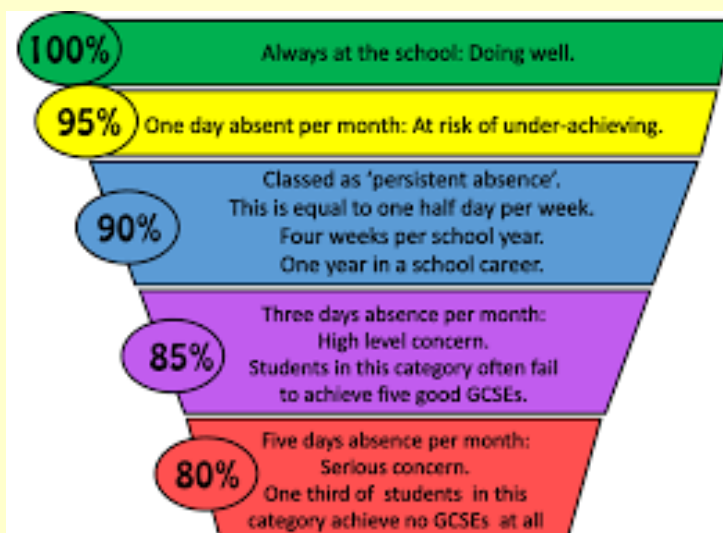 100%
Always at the school: Doing well.
95%
One day absent per month: At risk of under-achieving.
90%
Classed as 'persistent absence'.
This is equal to one half day per week.
Four weeks per school year.
One year in a school career.
85%
Three days absence per month:
High level concern.
Students in this category often fail
to achieve five good GCSEs.
80%
Five days absence per month:
Serious concern.
One third of students in this
category achieve no GCSEs at all